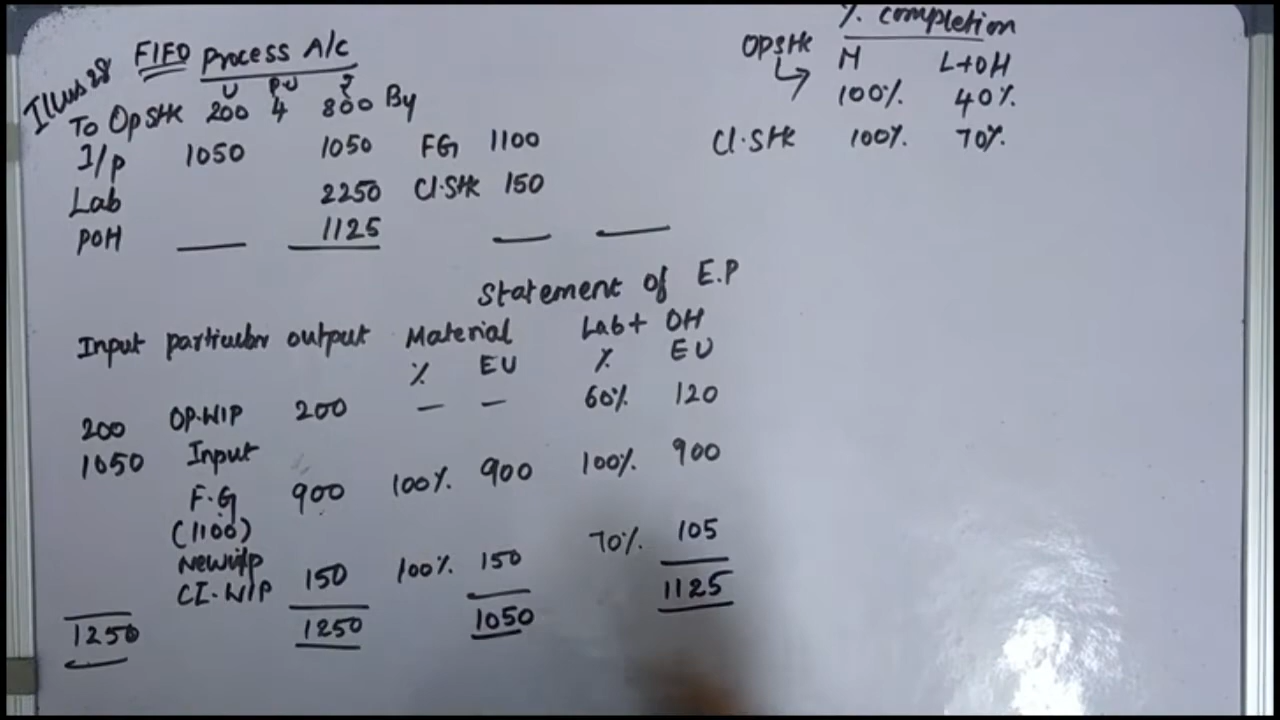 Illus 28 FIFO Process A/c
U P.U ₹
To OpStk 200 4 800 By
I/p 1050 1050 FG 1100
Lab 2250 Cl.Stk 150
POH 1125
% completion
OpStk M L+OH
100% 40%
Cl.Stk 100% 70%
Statement of E.P
Input particular output Material Lab+ OH
% EU % EU
200 OP.WIP 200 — — 60% 120
1050 Input
F.G 900 100% 900 100% 900
(1100)
New i/p
CI.WIP 150 100% 150 70% 105
1250 1250 1050 1125